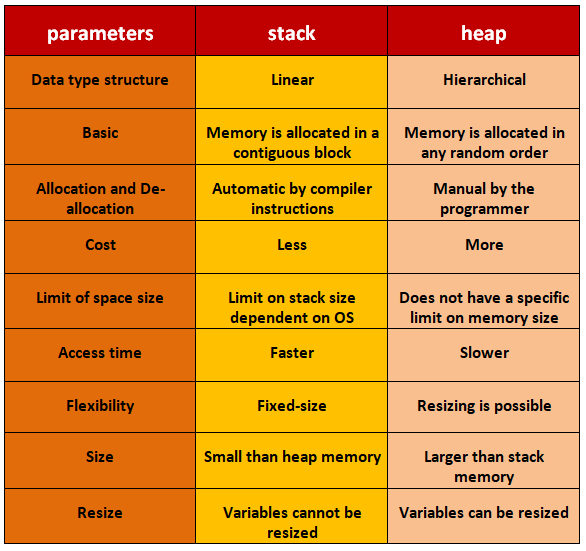 parameters stack heap
Data type structure Linear Hierarchical
Basic Memory is allocated in a Memory is allocated in
contiguous block any random order
Allocation and De- Automatic by compiler Manual by the
allocation instructions programmer
Cost Less More
Limit of space size Limit on stack size Does not have a specific
dependent on OS limit on memory size
Access time Faster Slower
Flexibility Fixed-size Resizing is possible
Size Small than heap memory Larger than stack
memory
Resize Variables cannot be Variables can be resized
resized